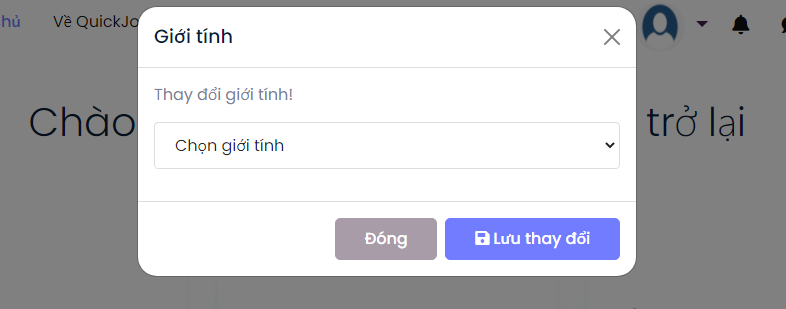 hủ Về QuickJo
Giới tính
Thay đổi giới tính!
Chào trở lại
Chọn giới tính
Đóng Lưu thay đổi